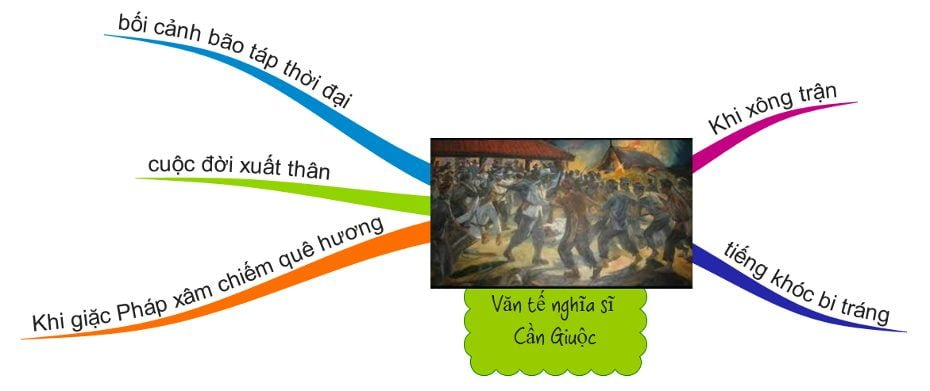 bối cảnh bão táp thời đại
cuộc đời xuất thân
Khi giặc Pháp xâm chiếm quê hương
Khi xông trận
tiếng khóc bi tráng
Văn tế nghĩa sĩ
Cần Giuộc